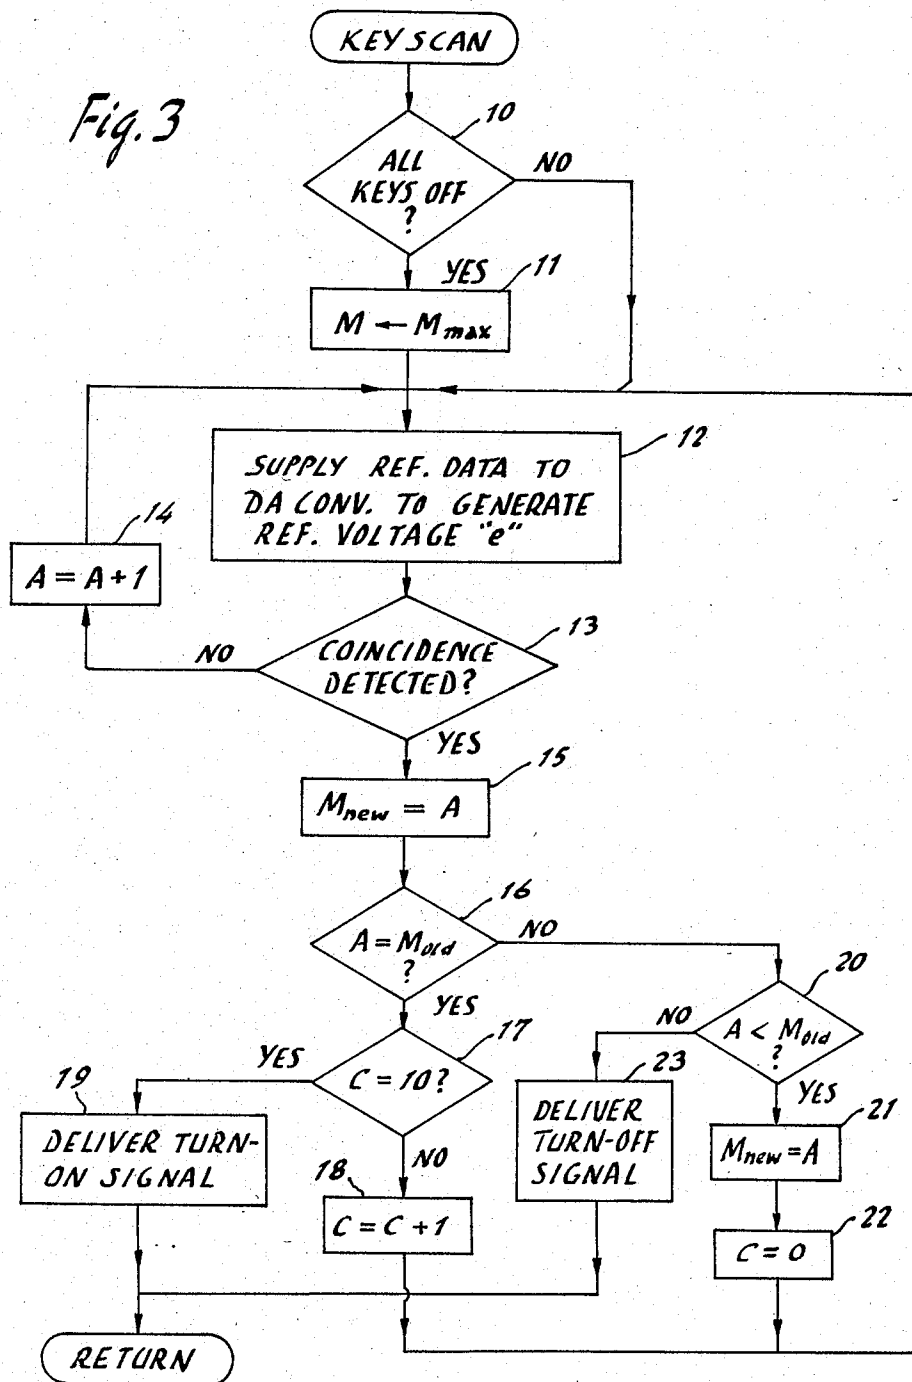 KEY SCAN
Fig. 3
10
ALL
KEYS OFF
?
NO
YES
11
M ← Mmax
12
SUPPLY REF. DATA TO
DA CONV. TO GENERATE
REF. VOLTAGE "e"
14
A = A + 1
13
COINCIDENCE
DETECTED?
NO
YES
15
Mnew = A
16
A = Mold
?
NO
YES
20
A < Mold
?
NO
YES
17
C = 10?
YES
NO
19
DELIVER TURN-
ON SIGNAL
18
C = C + 1
23
DELIVER
TURN-OFF
SIGNAL
21
Mnew = A
22
C = 0
RETURN